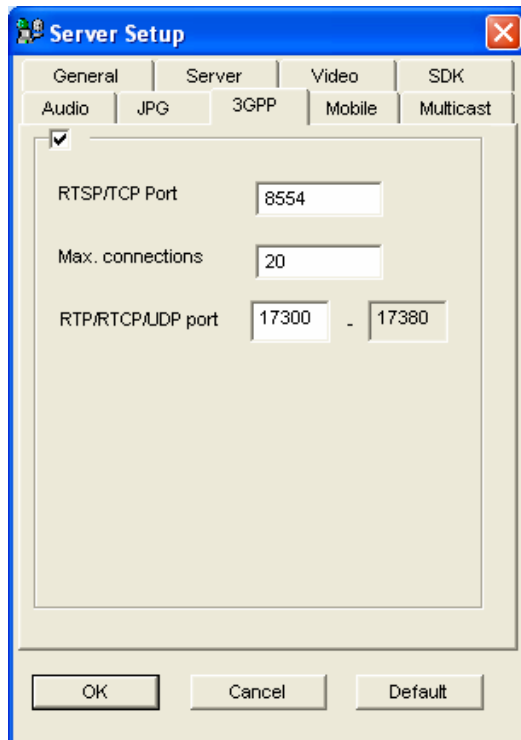 Server Setup
General Server Video SDK
Audio JPG 3GPP Mobile Multicast
RTSP/TCP Port 8554
Max. connections 20
RTP/RTCP/UDP port 17300 - 17380
OK Cancel Default